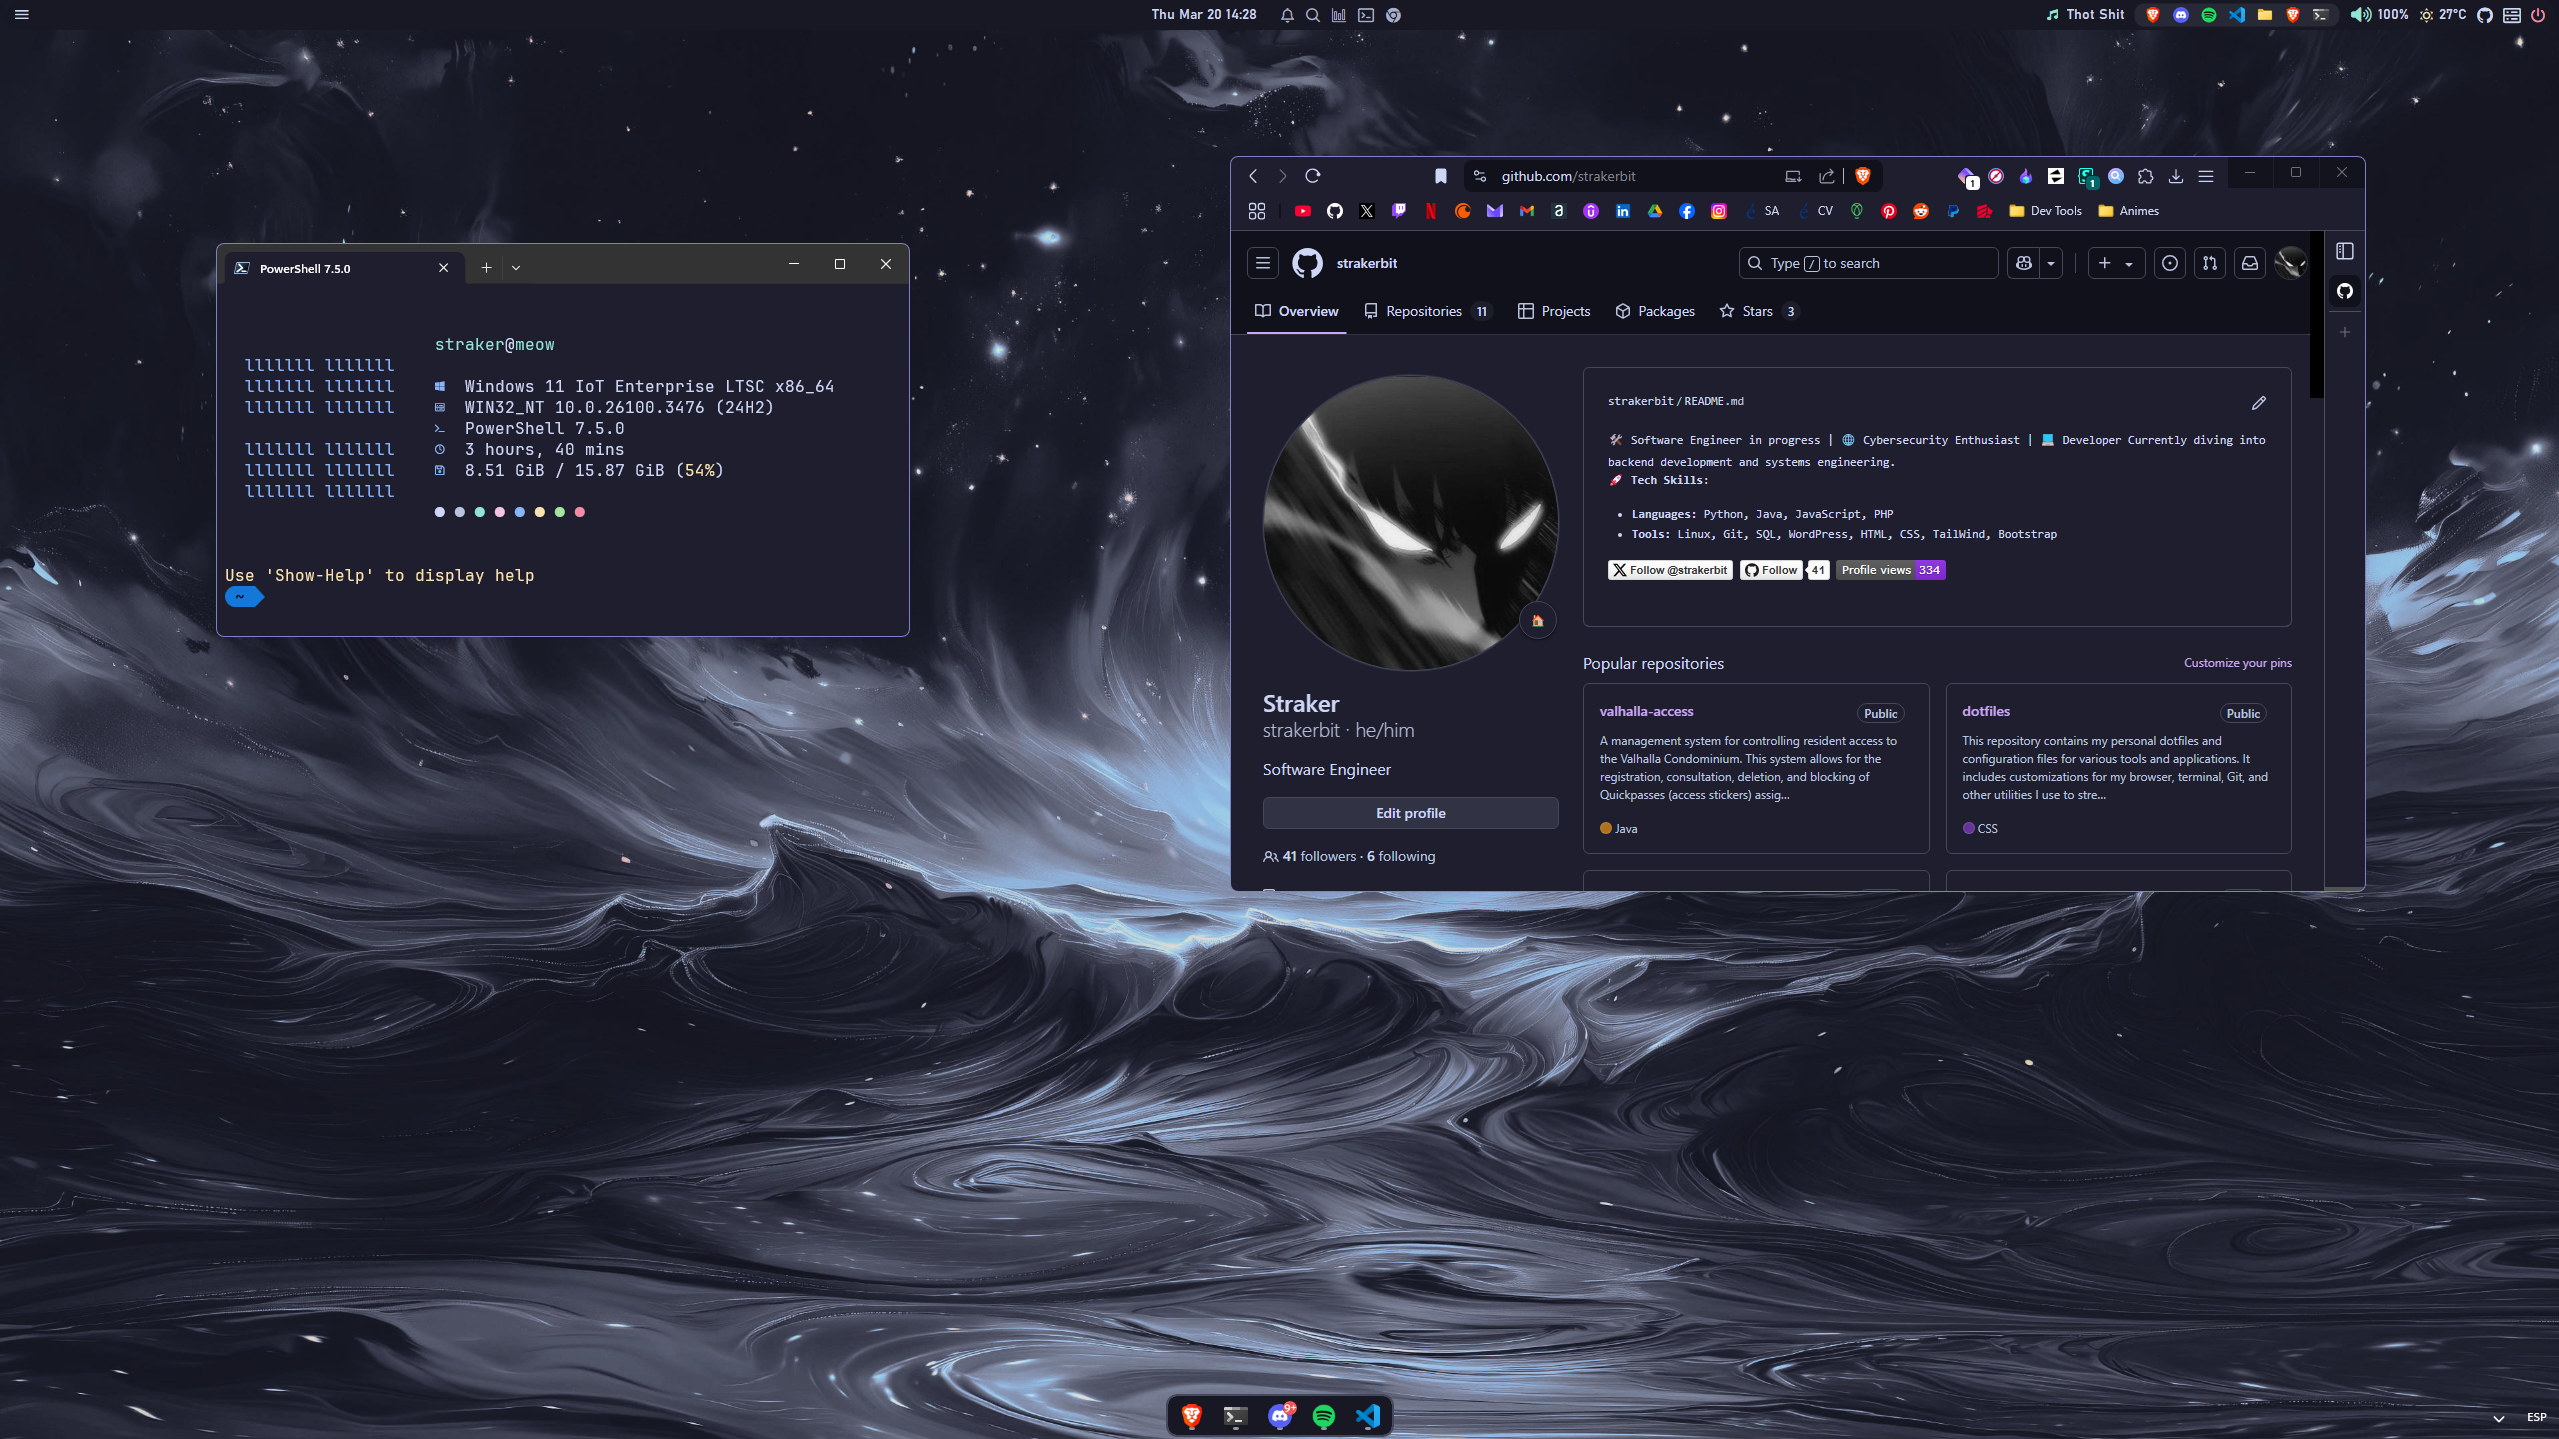 Thu Mar 20 14:28
Thot Shit
100%
27°C
PowerShell 7.5.0
straker@meow
lllllll lllllll
lllllll lllllll Windows 11 IoT Enterprise LTSC x86_64
lllllll lllllll WIN32_NT 10.0.26100.3476 (24H2)
PowerShell 7.5.0
lllllll lllllll 3 hours, 40 mins
lllllll lllllll 8.51 GiB / 15.87 GiB (54%)
lllllll lllllll
Use 'Show-Help' to display help
~
github.com/strakerbit
1
1
SA
CV
Dev Tools
Animes
strakerbit
Type / to search
Overview
Repositories 11
Projects
Packages
Stars 3
strakerbit / README.md
🛠 Software Engineer in progress | 🌐 Cybersecurity Enthusiast | 💻 Developer Currently diving into
backend development and systems engineering.
🚀 Tech Skills:
• Languages: Python, Java, JavaScript, PHP
• Tools: Linux, Git, SQL, WordPress, HTML, CSS, TailWind, Bootstrap
Follow @strakerbit
Follow 41
Profile views 334
Straker
strakerbit · he/him
Software Engineer
Edit profile
41 followers · 6 following
Popular repositories
Customize your pins
valhalla-access
Public
A management system for controlling resident access to
the Valhalla Condominium. This system allows for the
registration, consultation, deletion, and blocking of
Quickpasses (access stickers) assig...
Java
dotfiles
Public
This repository contains my personal dotfiles and
configuration files for various tools and applications. It
includes customizations for my browser, terminal, Git, and
other utilities I use to stre...
CSS
9+
ESP